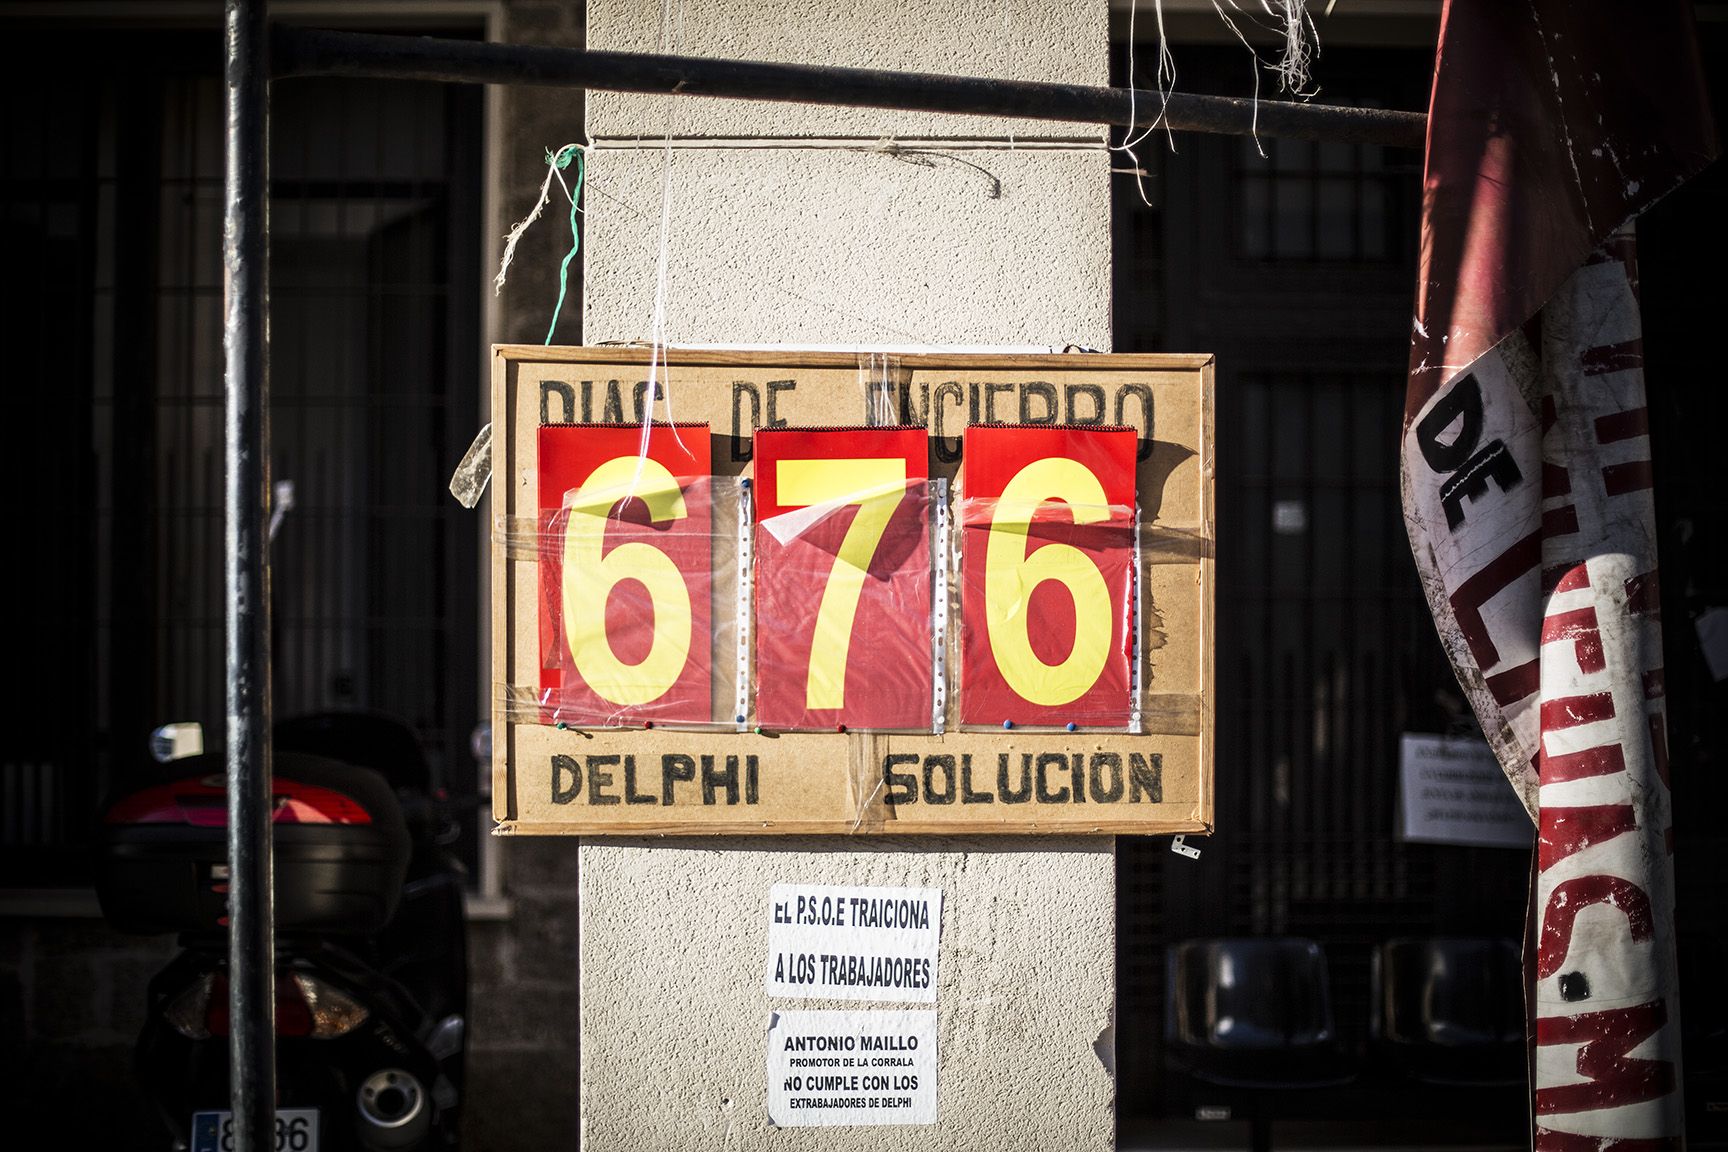 DIAS DE ENCIERRO
676
DELPHI SOLUCION
EL P.S.O.E TRAICIONA
A LOS TRABAJADORES
ANTONIO MAILLO
PROMOTOR DE LA CORRALA
NO CUMPLE CON LOS
EXTRABAJADORES DE DELPHI
DE